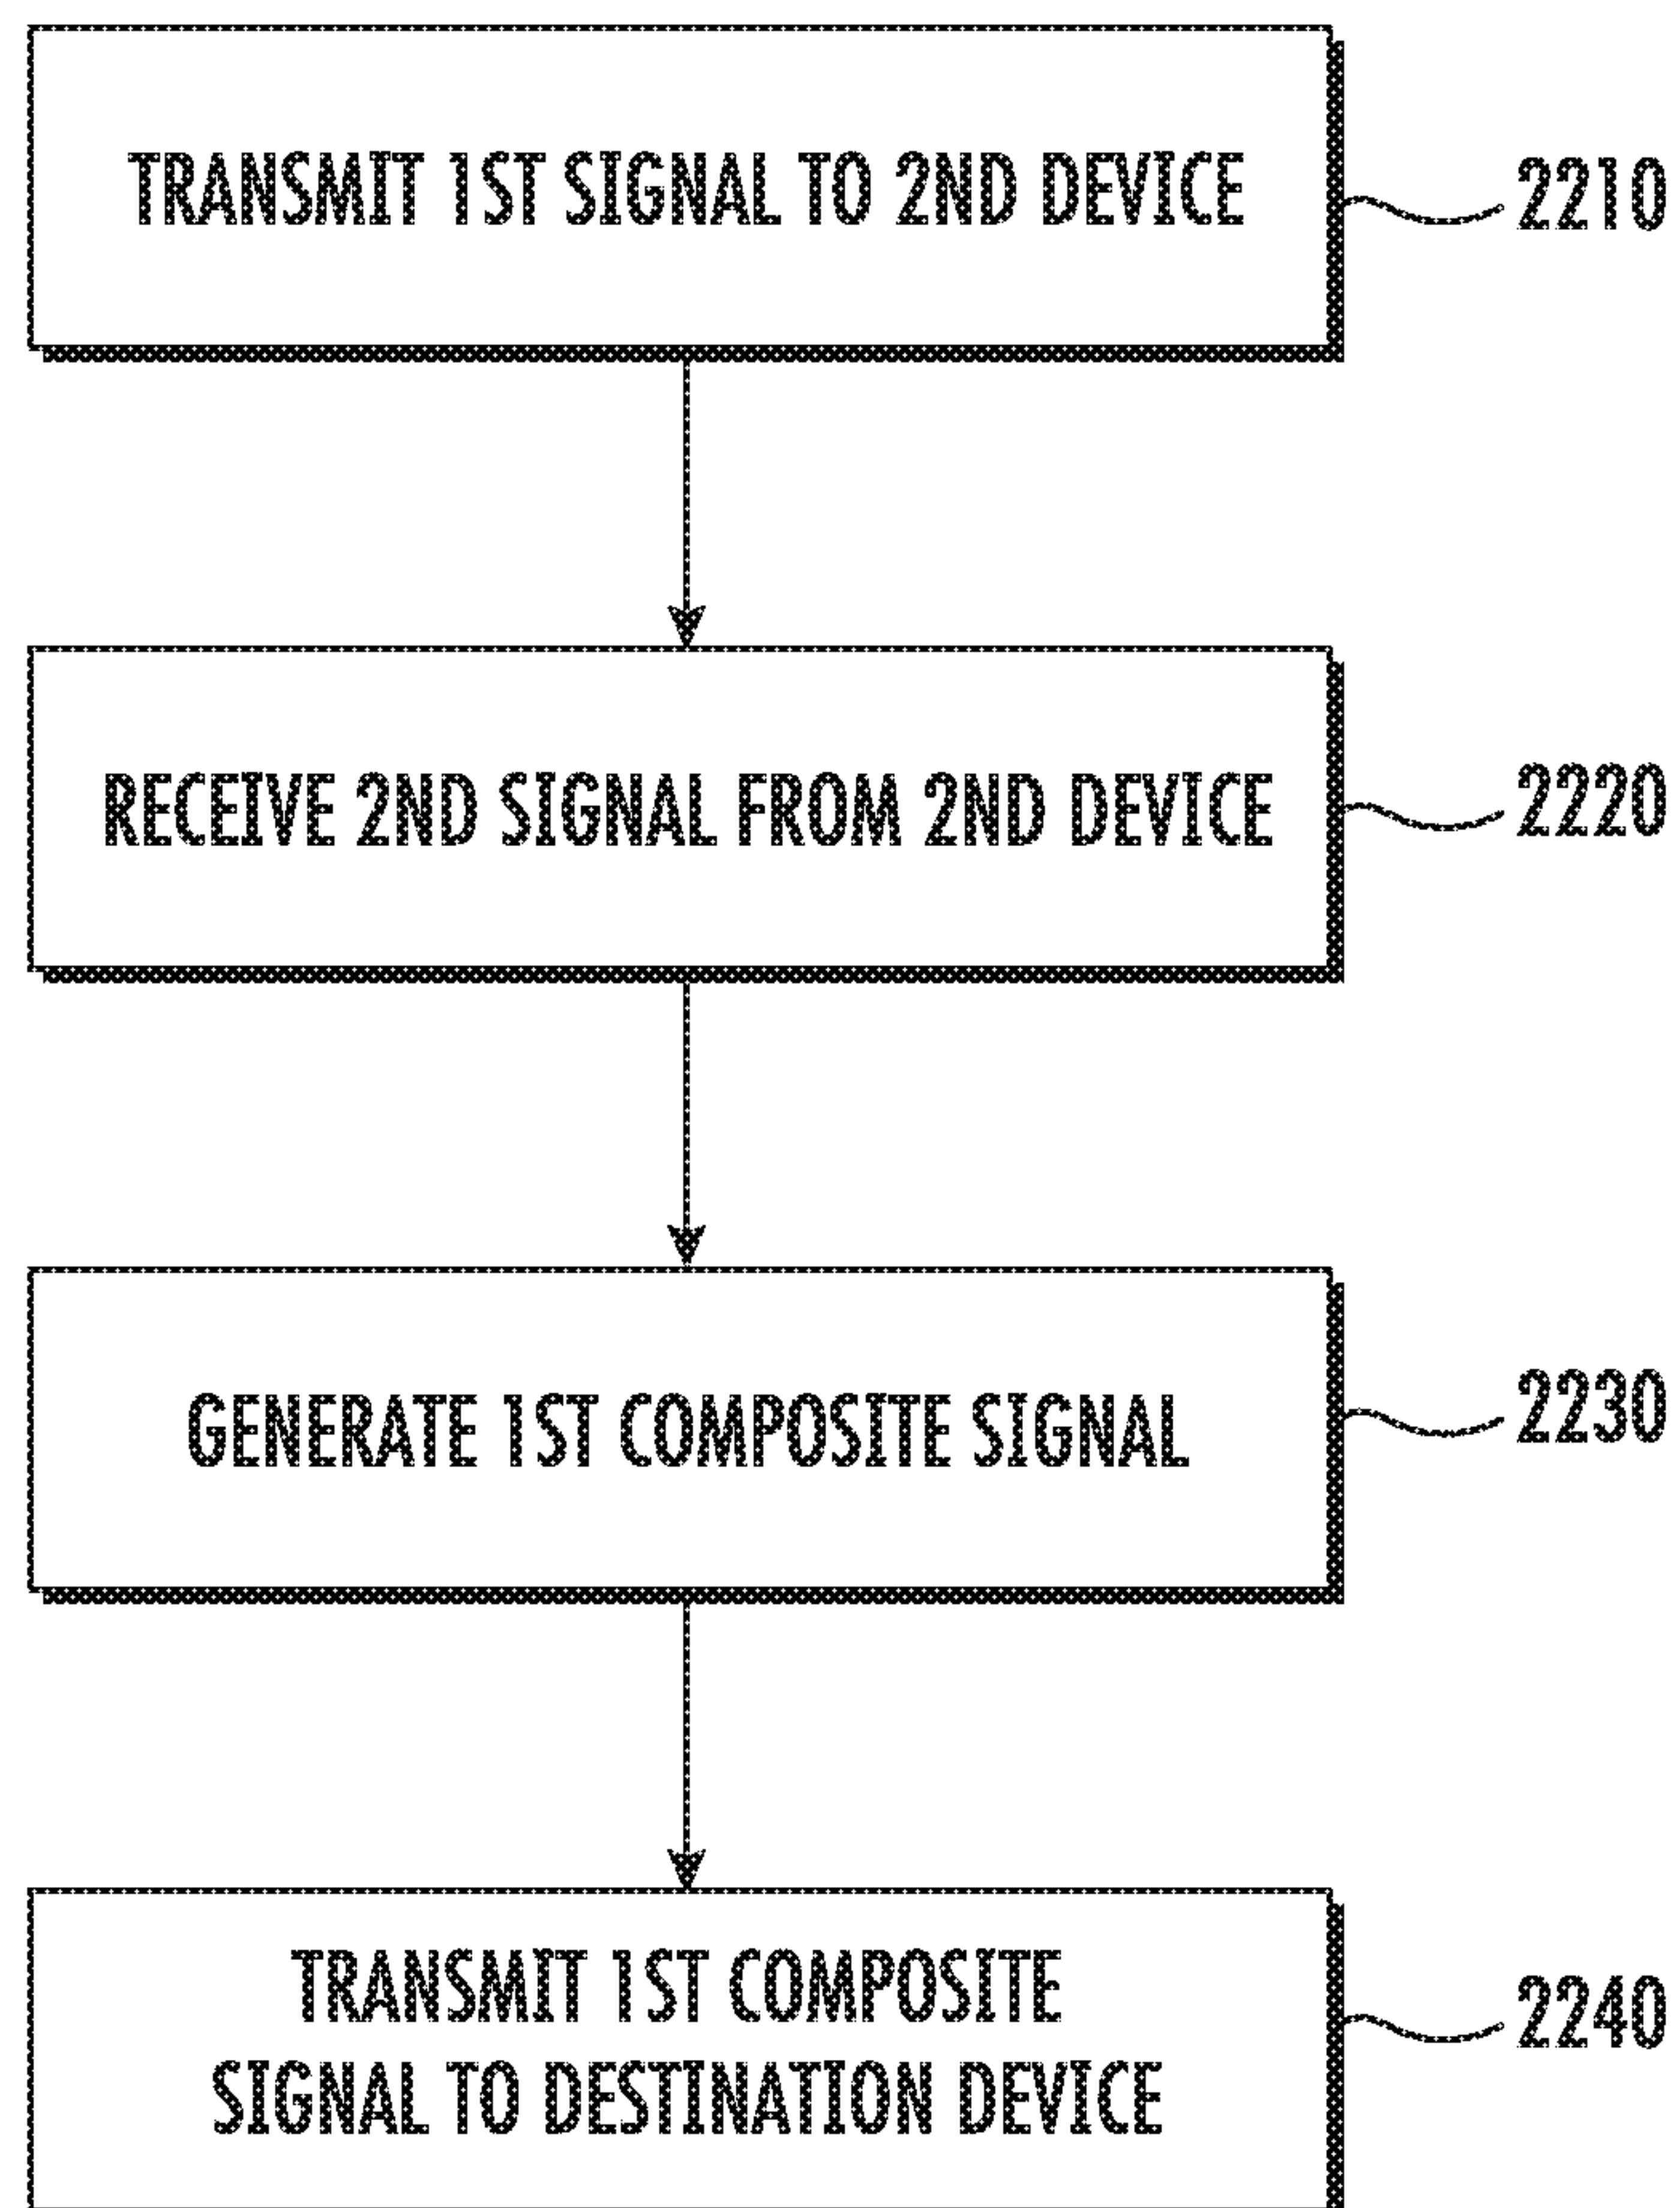 TRANSMIT 1ST SIGNAL TO 2ND DEVICE
2210
RECEIVE 2ND SIGNAL FROM 2ND DEVICE
2220
GENERATE 1ST COMPOSITE SIGNAL
2230
TRANSMIT 1ST COMPOSITE
SIGNAL TO DESTINATION DEVICE
2240